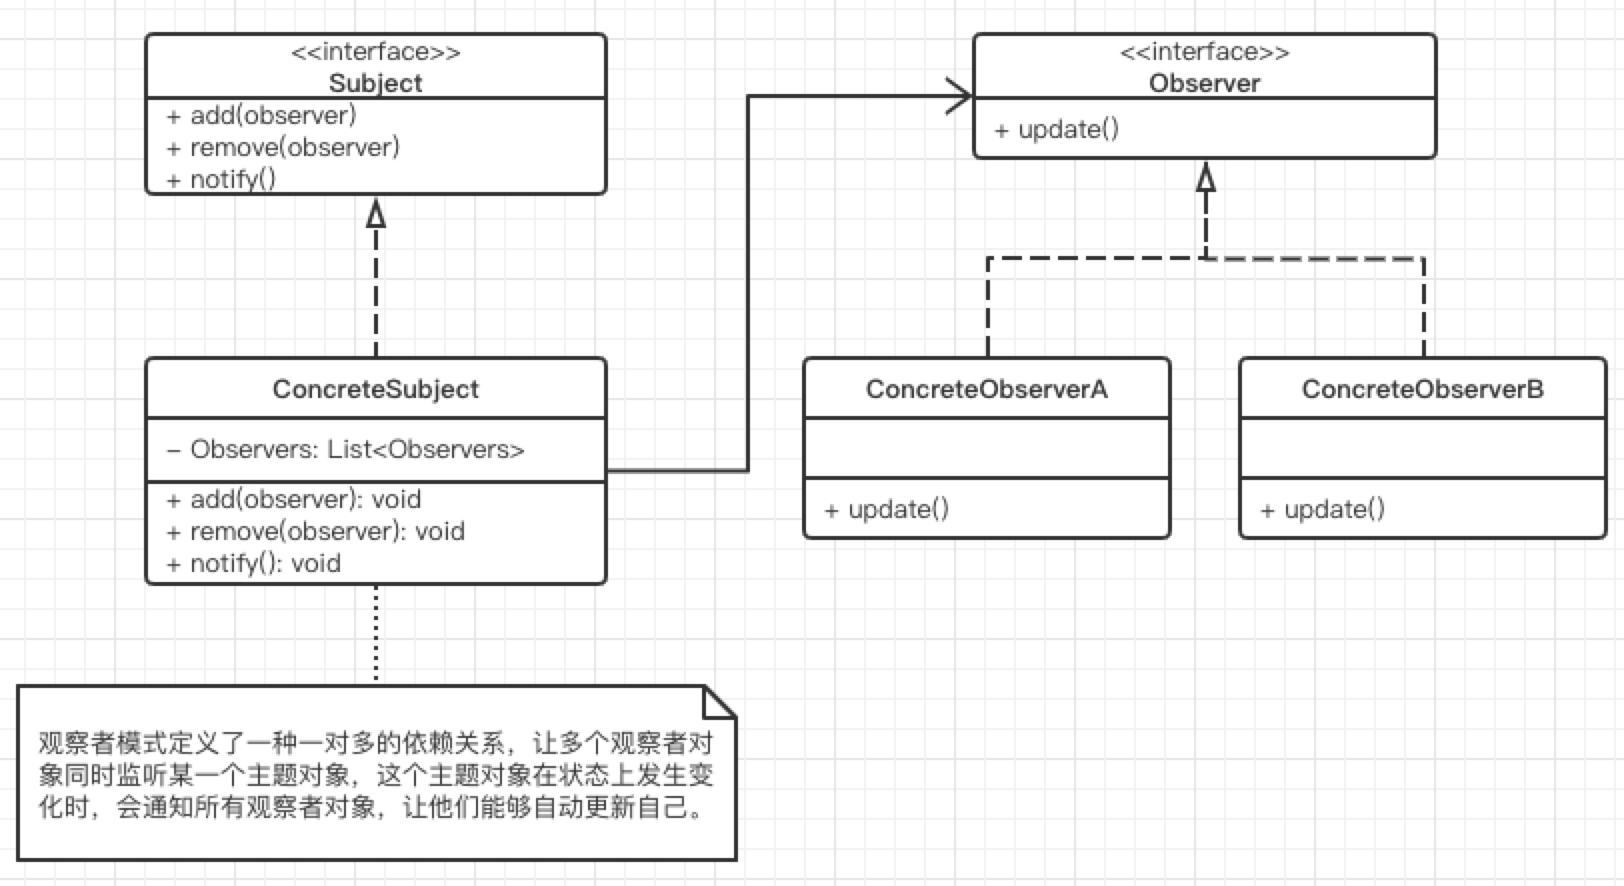 <<interface>>
Subject
+ add(observer)
+ remove(observer)
+ notify()
<<interface>>
Observer
+ update()
ConcreteSubject
− Observers: List<Observers>
+ add(observer): void
+ remove(observer): void
+ notify(): void
ConcreteObserverA
+ update()
ConcreteObserverB
+ update()
观察者模式定义了一种一对多的依赖关系，让多个观察者对
象同时监听某一个主题对象，这个主题对象在状态上发生变
化时，会通知所有观察者对象，让他们能够自动更新自己。